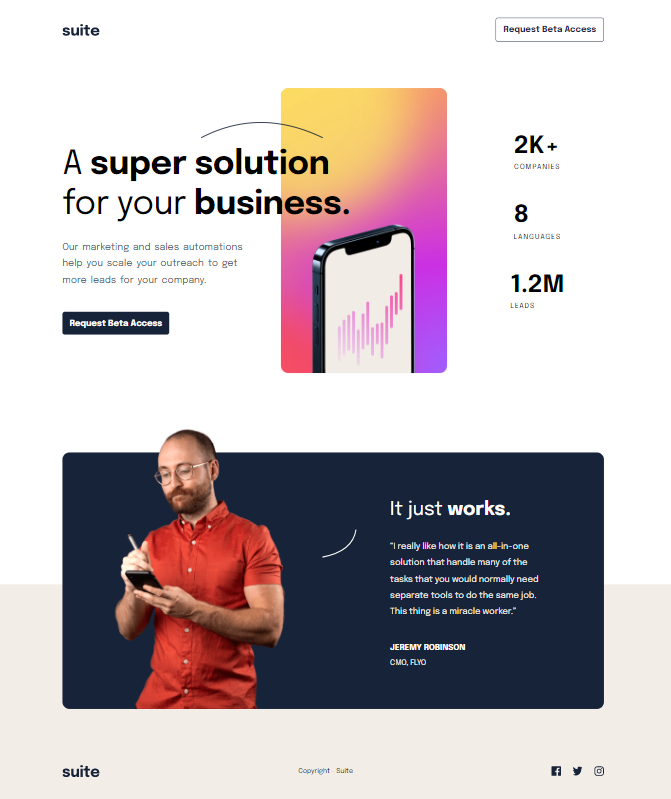 suite
Request Beta Access
A super solution
for your business.
Our marketing and sales automations
help you scale your outreach to get
more leads for your company.
Request Beta Access
2K+
COMPANIES
8
LANGUAGES
1.2M
LEADS
It just works.
“I really like how it is an all-in-one
solution that handle many of the
tasks that you would normally need
separate tools to do the same job.
This thing is a miracle worker.”
JEREMY ROBINSON
CMO, FLYO
suite
Copyright · Suite